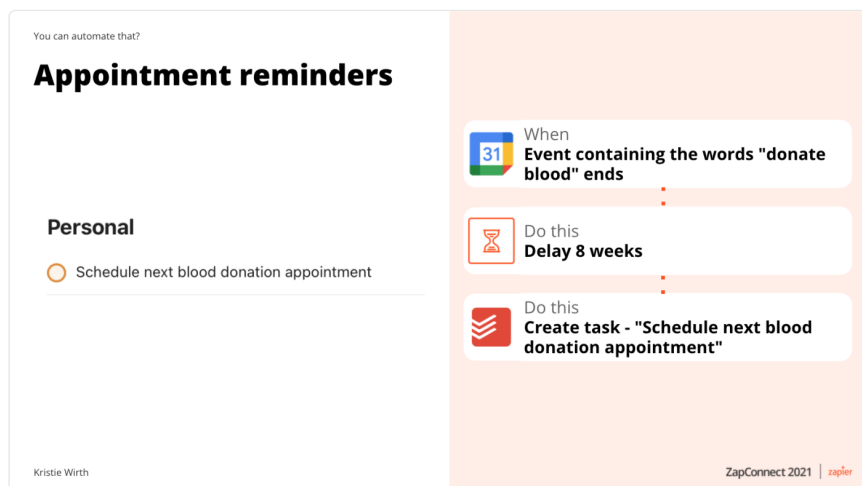 You can automate that?
Appointment reminders
Personal
Schedule next blood donation appointment
31
When
Event containing the words "donate
blood" ends
Do this
Delay 8 weeks
Do this
Create task - "Schedule next blood
donation appointment"
Kristie Wirth
ZapConnect 2021 | zapier